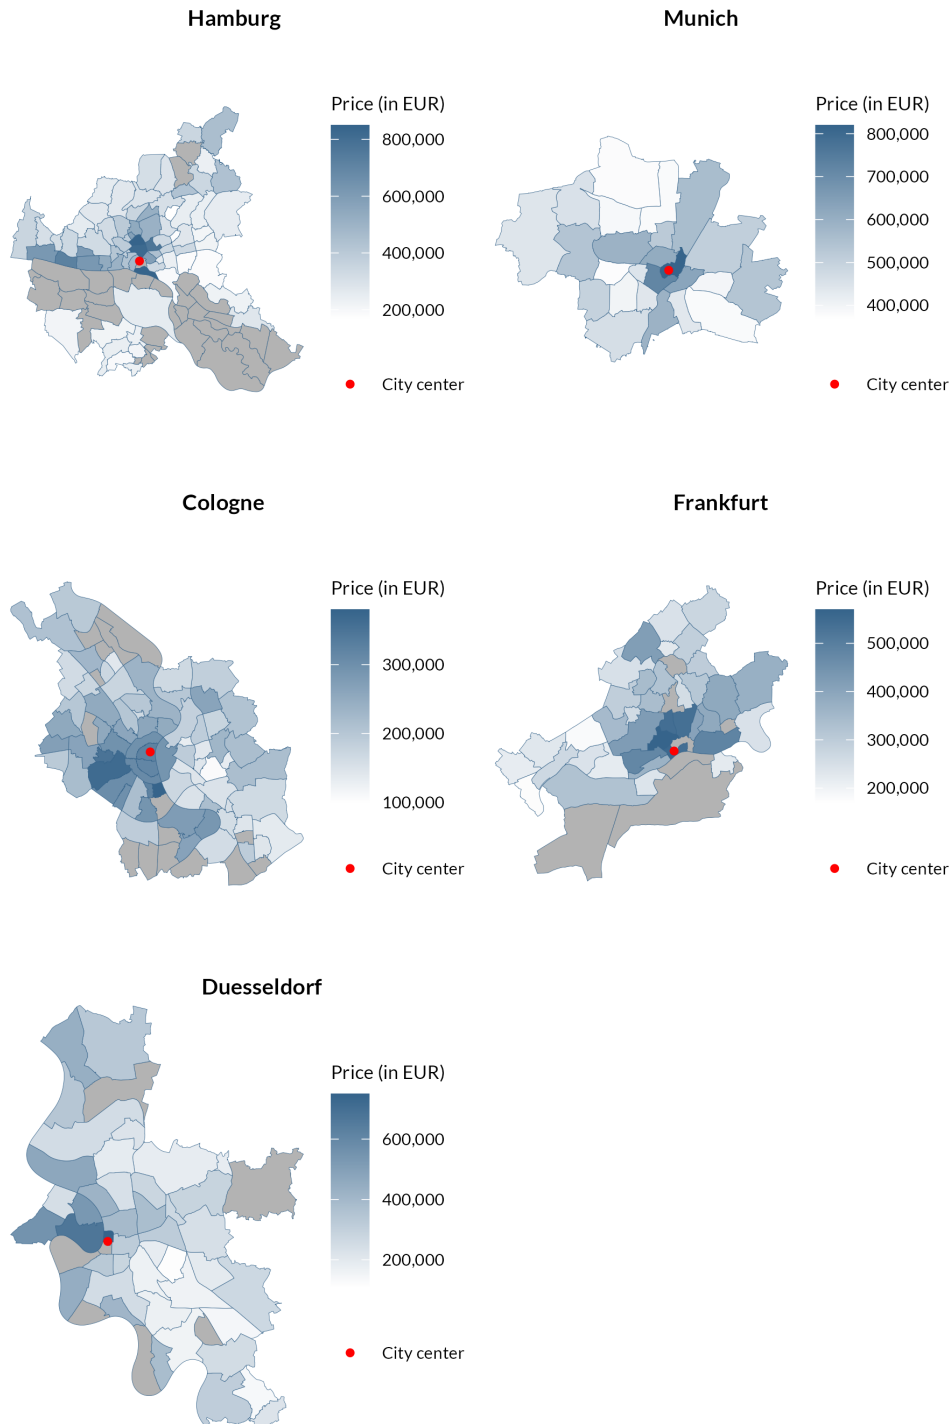 Hamburg
Price (in EUR)
800,000
600,000
400,000
200,000
City center
Munich
Price (in EUR)
800,000
700,000
600,000
500,000
400,000
City center
Cologne
Price (in EUR)
300,000
200,000
100,000
City center
Frankfurt
Price (in EUR)
500,000
400,000
300,000
200,000
City center
Duesseldorf
Price (in EUR)
600,000
400,000
200,000
City center